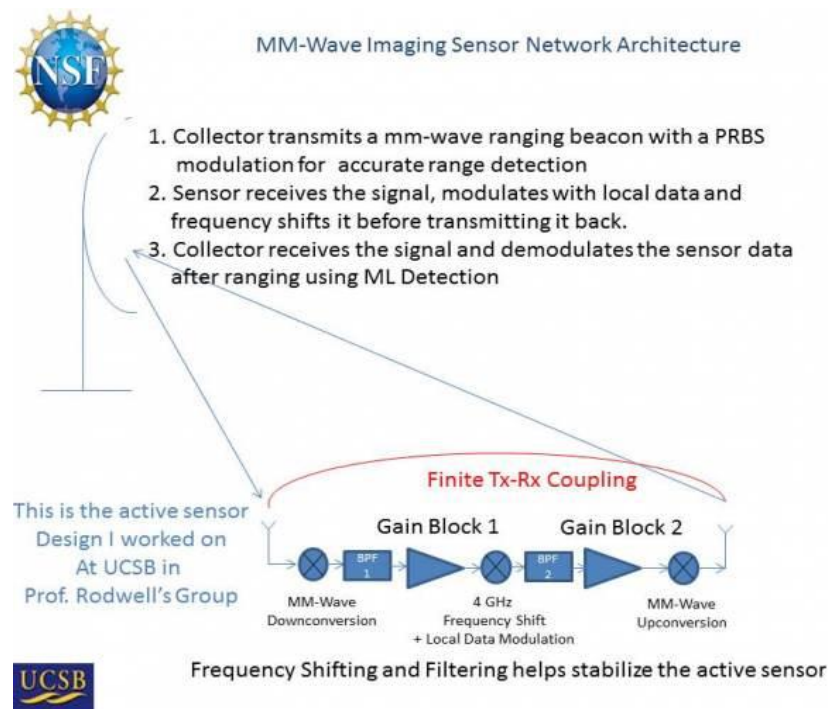 NSF
MM-Wave Imaging Sensor Network Architecture
1. Collector transmits a mm-wave ranging beacon with a PRBS
modulation for accurate range detection
2. Sensor receives the signal, modulates with local data and
frequency shifts it before transmitting it back.
3. Collector receives the signal and demodulates the sensor data
after ranging using ML Detection
Finite Tx-Rx Coupling
This is the active sensor
Design I worked on
At UCSB in
Prof. Rodwell's Group
Gain Block 1
Gain Block 2
BPF
1
BPF
2
MM-Wave
Downconversion
4 GHz
Frequency Shift
+ Local Data Modulation
MM-Wave
Upconversion
Frequency Shifting and Filtering helps stabilize the active sensor
UCSB